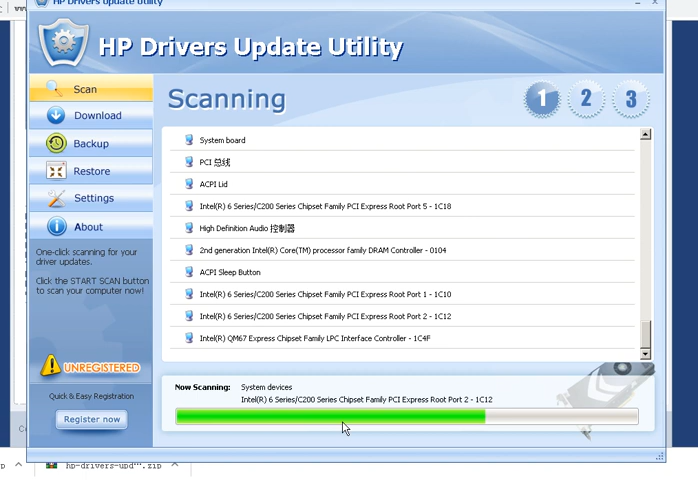 HP Drivers Update Utility
HP Drivers Update Utility
Scan
Download
Backup
Restore
Settings
About
One-click scanning for your
driver updates.
Click the START SCAN button
to scan your computer now!
UNREGISTERED
Quick & Easy Registration
Register now
Scanning
1 2 3
System board
PCI 总线
ACPI Lid
Intel(R) 6 Series/C200 Series Chipset Family PCI Express Root Port 5 - 1C18
High Definition Audio 控制器
2nd generation Intel(R) Core(TM) processor family DRAM Controller - 0104
ACPI Sleep Button
Intel(R) 6 Series/C200 Series Chipset Family PCI Express Root Port 1 - 1C10
Intel(R) 6 Series/C200 Series Chipset Family PCI Express Root Port 2 - 1C12
Intel(R) QM67 Express Chipset Family LPC Interface Controller - 1C4F
Now Scanning: System devices
Intel(R) 6 Series/C200 Series Chipset Family PCI Express Root Port 2 - 1C12
hp-drivers-upd....zip